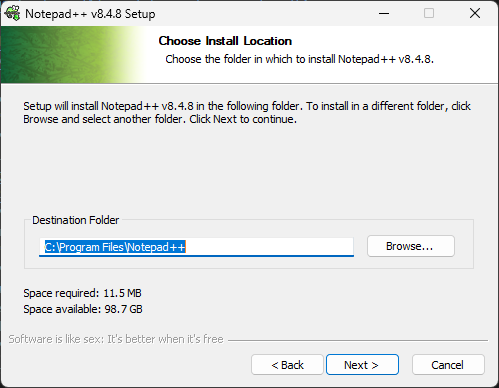 Notepad++ v8.4.8 Setup
Choose Install Location
Choose the folder in which to install Notepad++ v8.4.8.
Setup will install Notepad++ v8.4.8 in the following folder. To install in a different folder, click
Browse and select another folder. Click Next to continue.
Destination Folder
C:\Program Files\Notepad++
Browse...
Space required: 11.5 MB
Space available: 98.7 GB
Software is like sex: It's better when it's free
< Back
Next >
Cancel